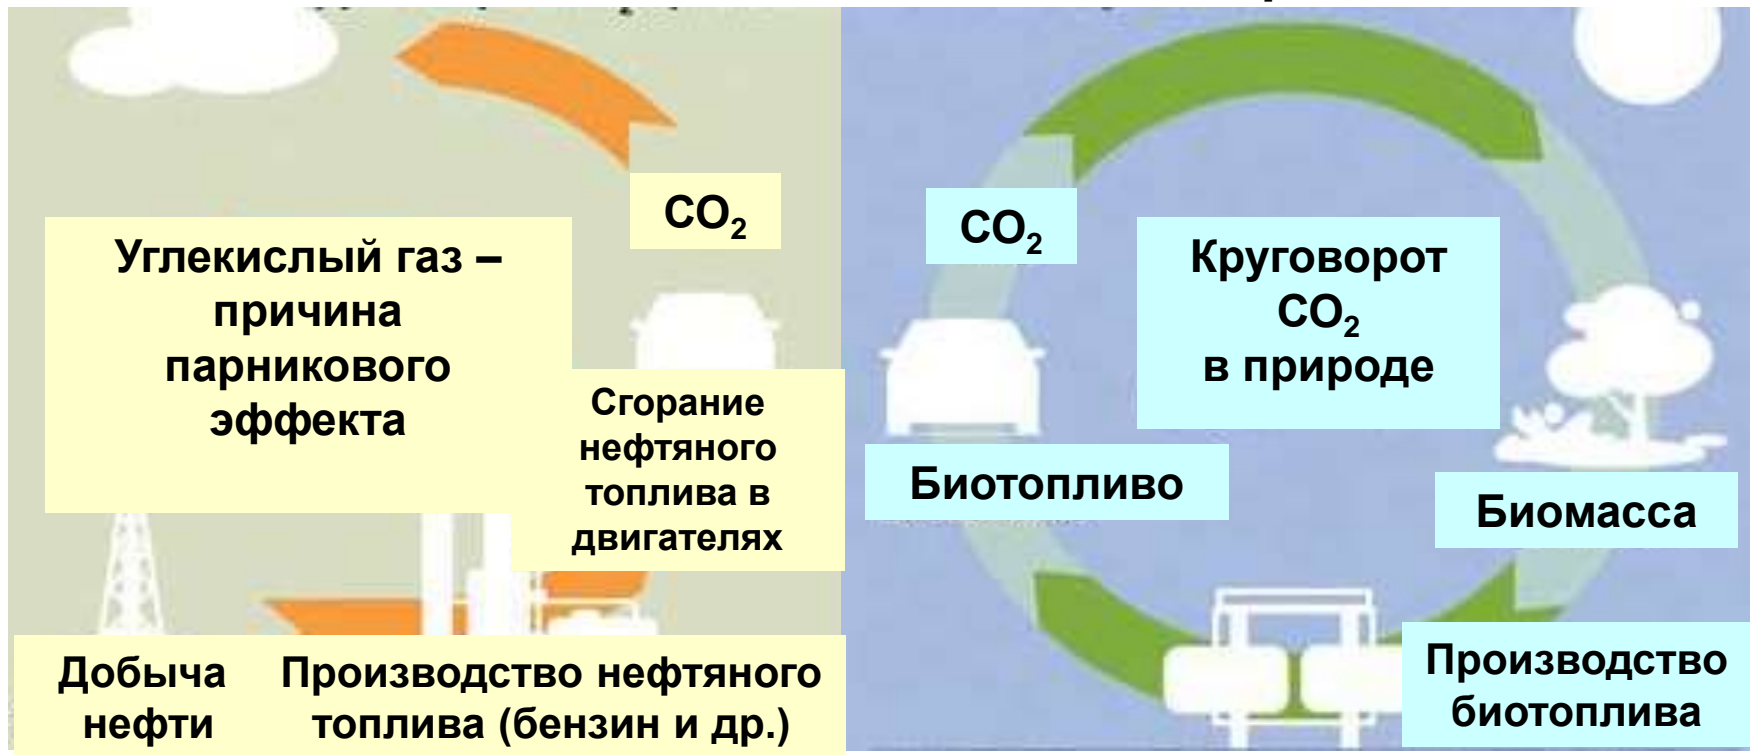 CO₂
Углекислый газ –
причина
парникового
эффекта
Сгорание
нефтяного
топлива в
двигателях
Добыча
нефти
Производство нефтяного
топлива (бензин и др.)
CO₂
Круговорот
CO₂
в природе
Биотопливо
Биомасса
Производство
биотоплива